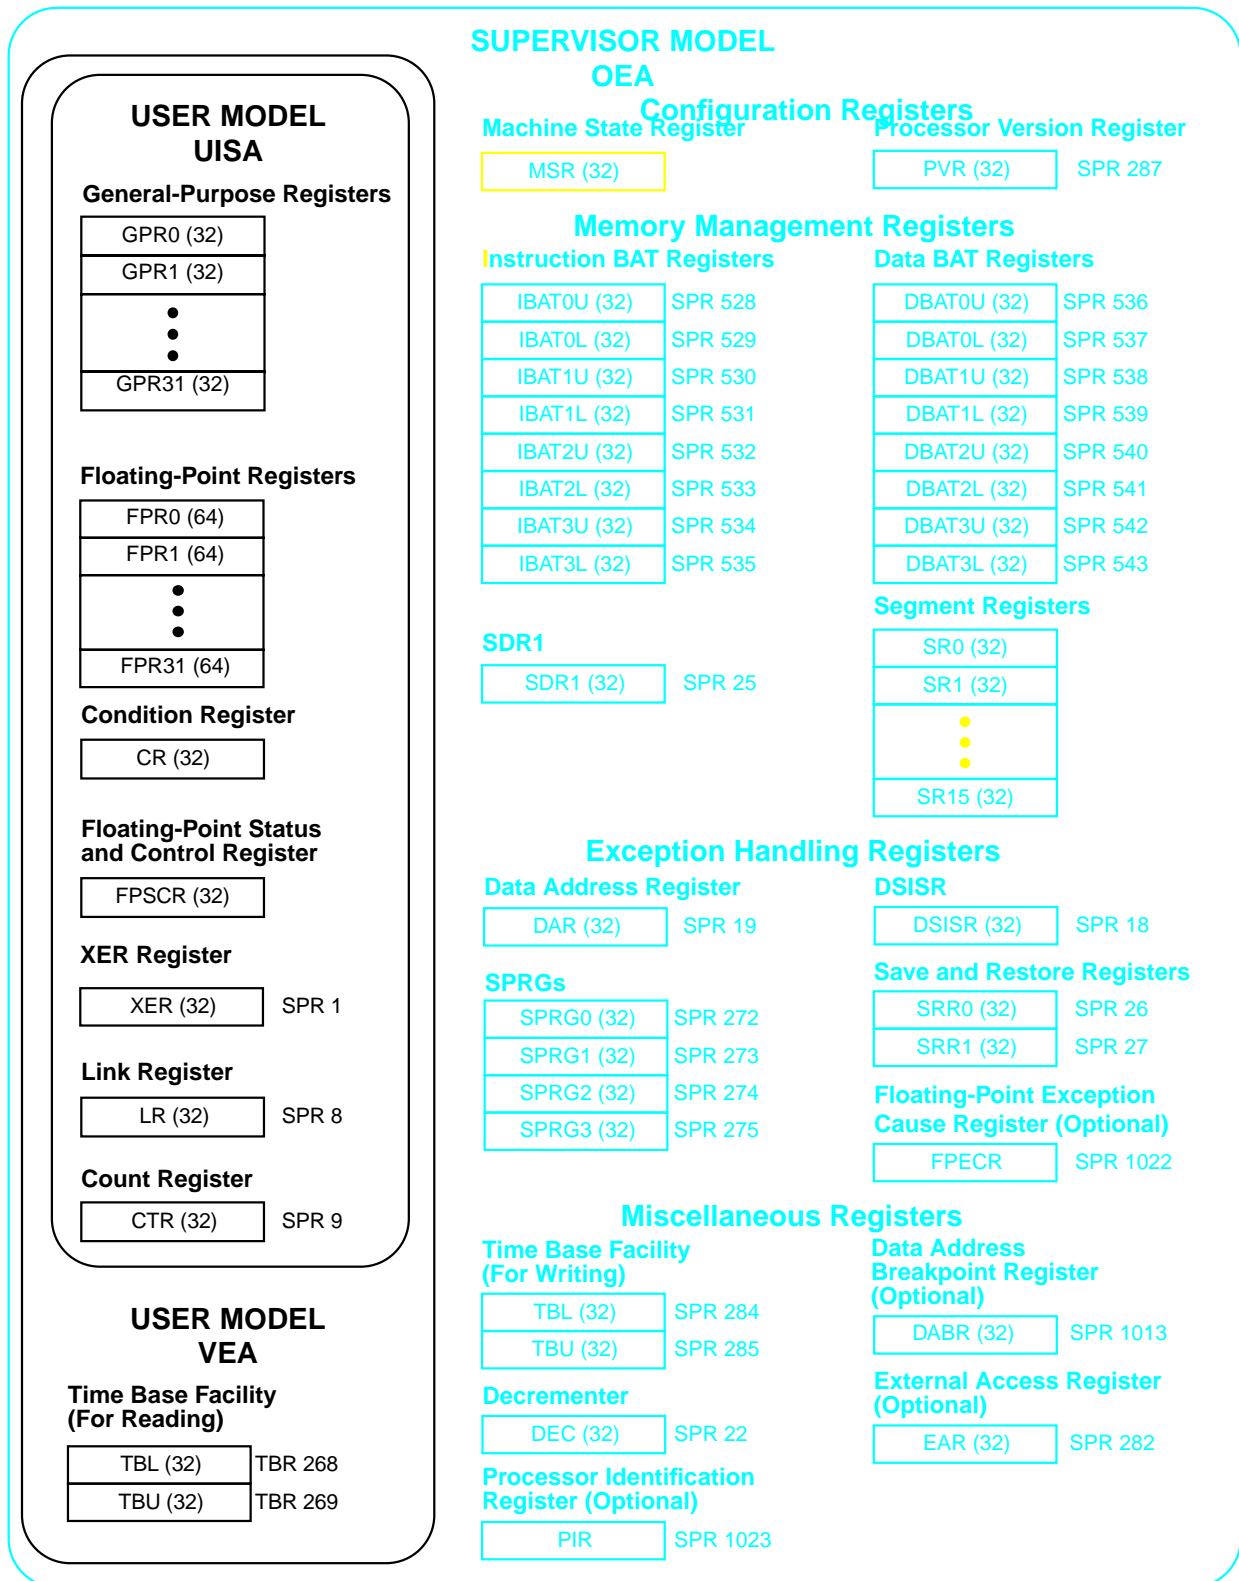 SUPERVISOR MODEL
OEA
Configuration Registers
Machine State Register
MSR (32)
Processor Version Register
PVR (32) SPR 287
Memory Management Registers
Instruction BAT Registers
IBAT0U (32) SPR 528
IBAT0L (32) SPR 529
IBAT1U (32) SPR 530
IBAT1L (32) SPR 531
IBAT2U (32) SPR 532
IBAT2L (32) SPR 533
IBAT3U (32) SPR 534
IBAT3L (32) SPR 535
Data BAT Registers
DBAT0U (32) SPR 536
DBAT0L (32) SPR 537
DBAT1U (32) SPR 538
DBAT1L (32) SPR 539
DBAT2U (32) SPR 540
DBAT2L (32) SPR 541
DBAT3U (32) SPR 542
DBAT3L (32) SPR 543
SDR1
SDR1 (32) SPR 25
Segment Registers
SR0 (32)
SR1 (32)
SR15 (32)
Exception Handling Registers
Data Address Register
DAR (32) SPR 19
DSISR
DSISR (32) SPR 18
SPRGs
SPRG0 (32) SPR 272
SPRG1 (32) SPR 273
SPRG2 (32) SPR 274
SPRG3 (32) SPR 275
Save and Restore Registers
SRR0 (32) SPR 26
SRR1 (32) SPR 27
Floating-Point Exception
Cause Register (Optional)
FPECR SPR 1022
Miscellaneous Registers
Time Base Facility
(For Writing)
TBL (32) SPR 284
TBU (32) SPR 285
Data Address
Breakpoint Register
(Optional)
DABR (32) SPR 1013
Decrementer
DEC (32) SPR 22
External Access Register
(Optional)
EAR (32) SPR 282
Processor Identification
Register (Optional)
PIR SPR 1023
USER MODEL
UISA
General-Purpose Registers
GPR0 (32)
GPR1 (32)
GPR31 (32)
Floating-Point Registers
FPR0 (64)
FPR1 (64)
FPR31 (64)
Condition Register
CR (32)
Floating-Point Status
and Control Register
FPSCR (32)
XER Register
XER (32) SPR 1
Link Register
LR (32) SPR 8
Count Register
CTR (32) SPR 9
USER MODEL
VEA
Time Base Facility
(For Reading)
TBL (32) TBR 268
TBU (32) TBR 269